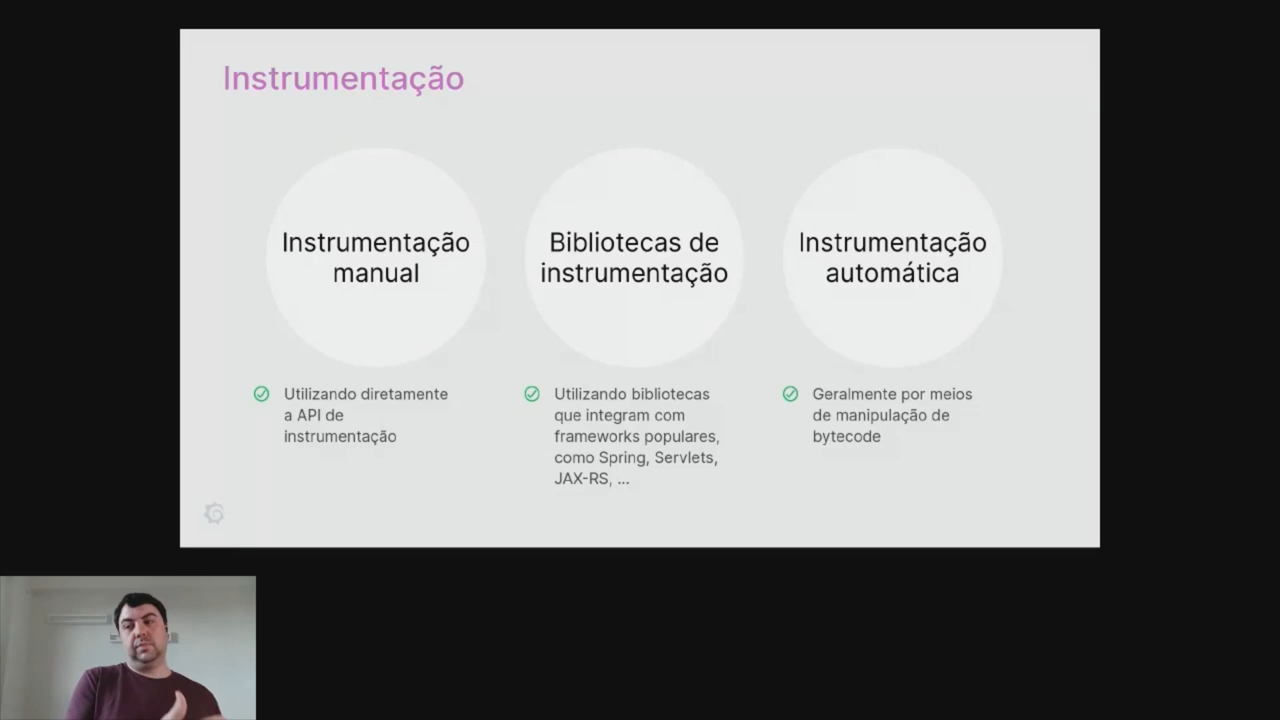 Instrumentação
Instrumentação
manual
Bibliotecas de
instrumentação
Instrumentação
automática
Utilizando diretamente
a API de
instrumentação
Utilizando bibliotecas
que integram com
frameworks populares,
como Spring, Servlets,
JAX-RS, ...
Geralmente por meios
de manipulação de
bytecode